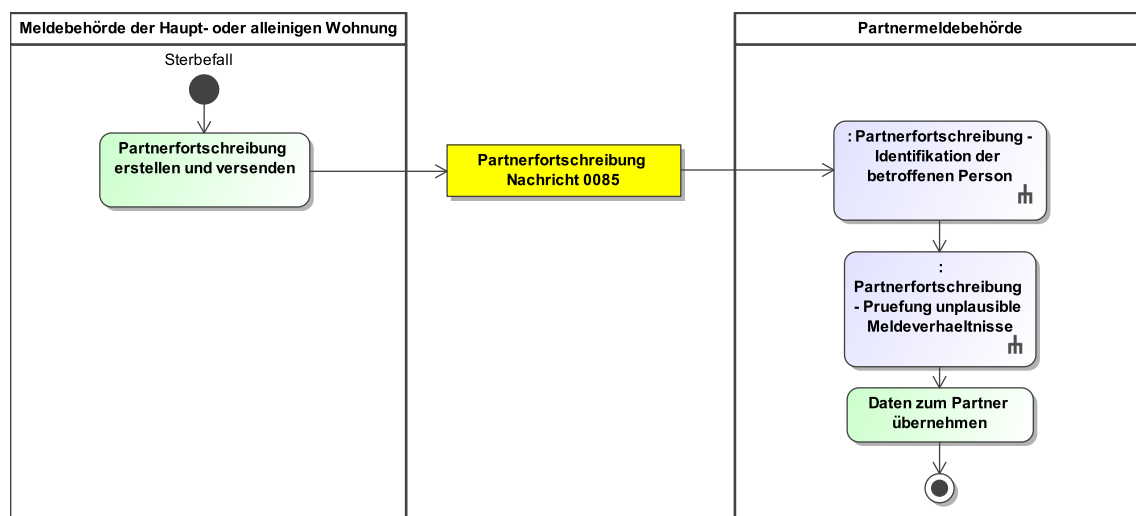 Meldebehörde der Haupt- oder alleinigen Wohnung
Sterbefall
Partnerfortschreibung
erstellen und versenden
Partnerfortschreibung
Nachricht 0085
Partnermeldebehörde
: Partnerfortschreibung -
Identifikation der
betroffenen Person
:
Partnerfortschreibung
- Pruefung unplausible
Meldeverhaeltnisse
Daten zum Partner
übernehmen